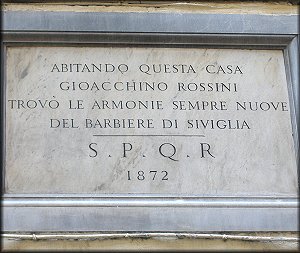 ABITANDO QUESTA CASA
GIOACCHINO ROSSINI
TROVÒ LE ARMONIE SEMPRE NUOVE
DEL BARBIERE DI SIVIGLIA
S.P.Q.R
1872